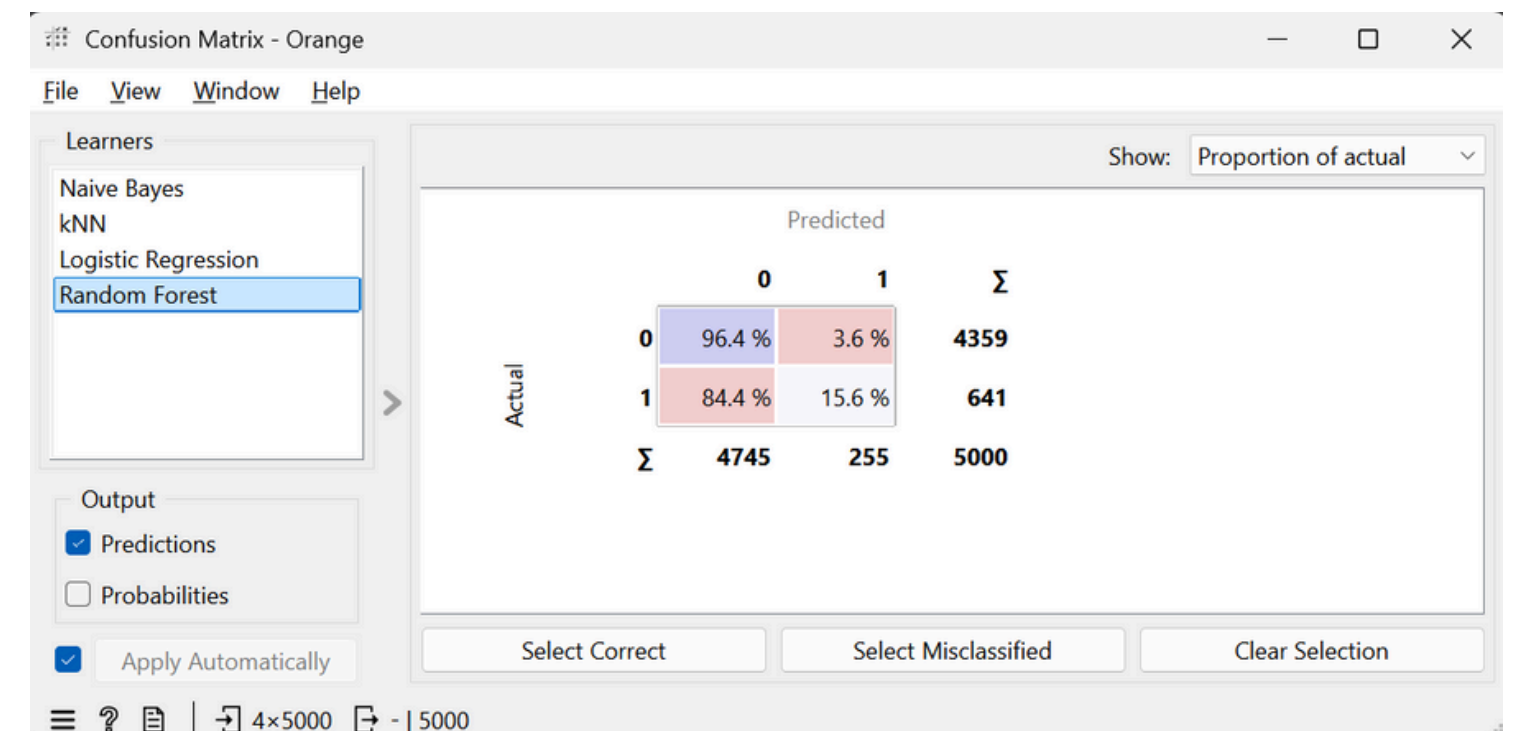 Confusion Matrix - Orange
File View Window Help
Learners
Naive Bayes
kNN
Logistic Regression
Random Forest
Output
Predictions
Probabilities
Apply Automatically
Show: Proportion of actual
Predicted
0 1 Σ
Actual
0 96.4 % 3.6 % 4359
1 84.4 % 15.6 % 641
Σ 4745 255 5000
Select Correct Select Misclassified Clear Selection
4×5000 - | 5000